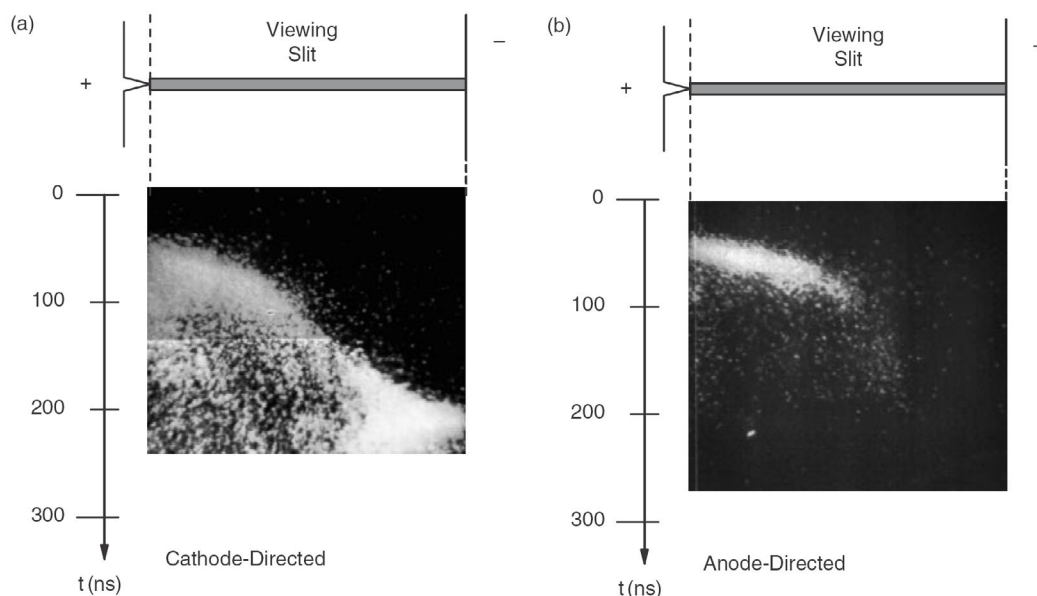 (a)
Viewing
Slit
+
–
0
100
200
300
t (ns)
Cathode-Directed
(b)
Viewing
Slit
+
–
0
100
200
300
t (ns)
Anode-Directed